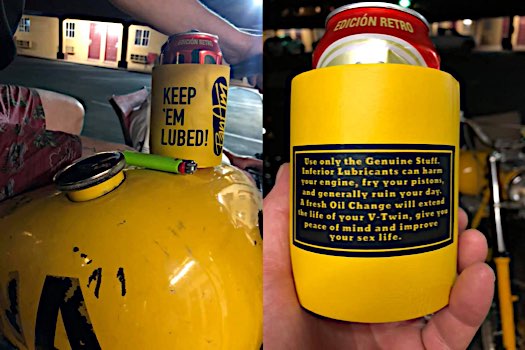 EDICIÓN RETRO
KEEP
'EM
LUBED!
EDICIÓN RETRO
Use only the Genuine Stuff.
Inferior Lubricants can harm
your engine, fry your pistons,
and generally ruin your day.
A fresh Oil Change will extend
the life of your V-Twin, give you
peace of mind and improve
your sex life.